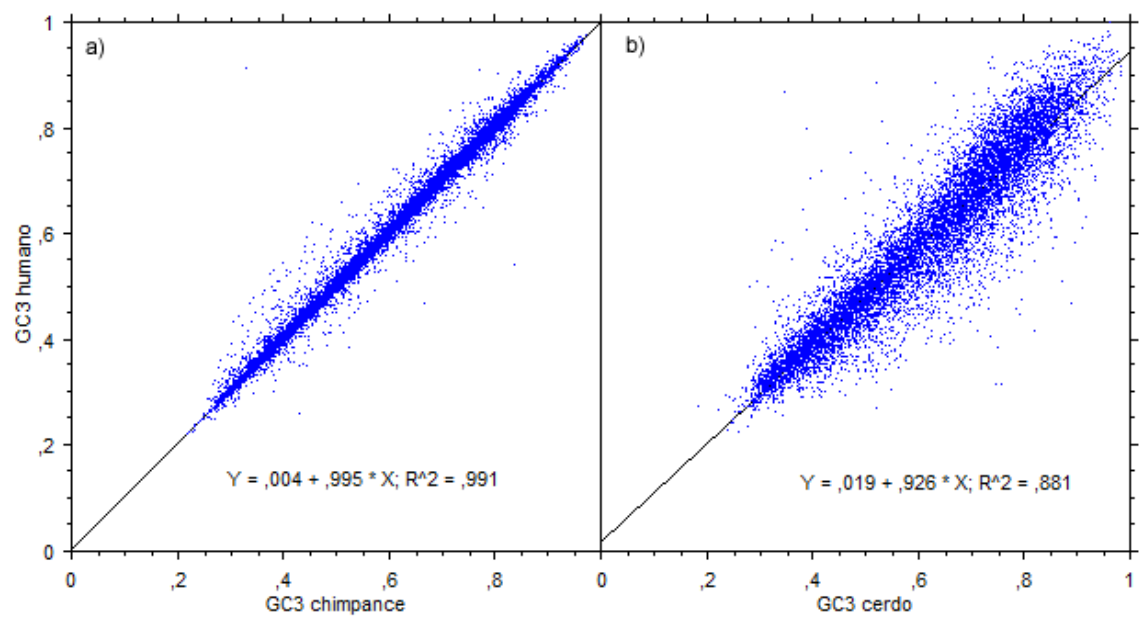 a)
b)
GC3 humano
1
,8
,6
,4
,2
0
Y = ,004 + ,995 * X; R^2 = ,991
Y = ,019 + ,926 * X; R^2 = ,881
0 ,2 ,4 ,6 ,8 0 ,2 ,4 ,6 ,8 1
GC3 chimpance
GC3 cerdo